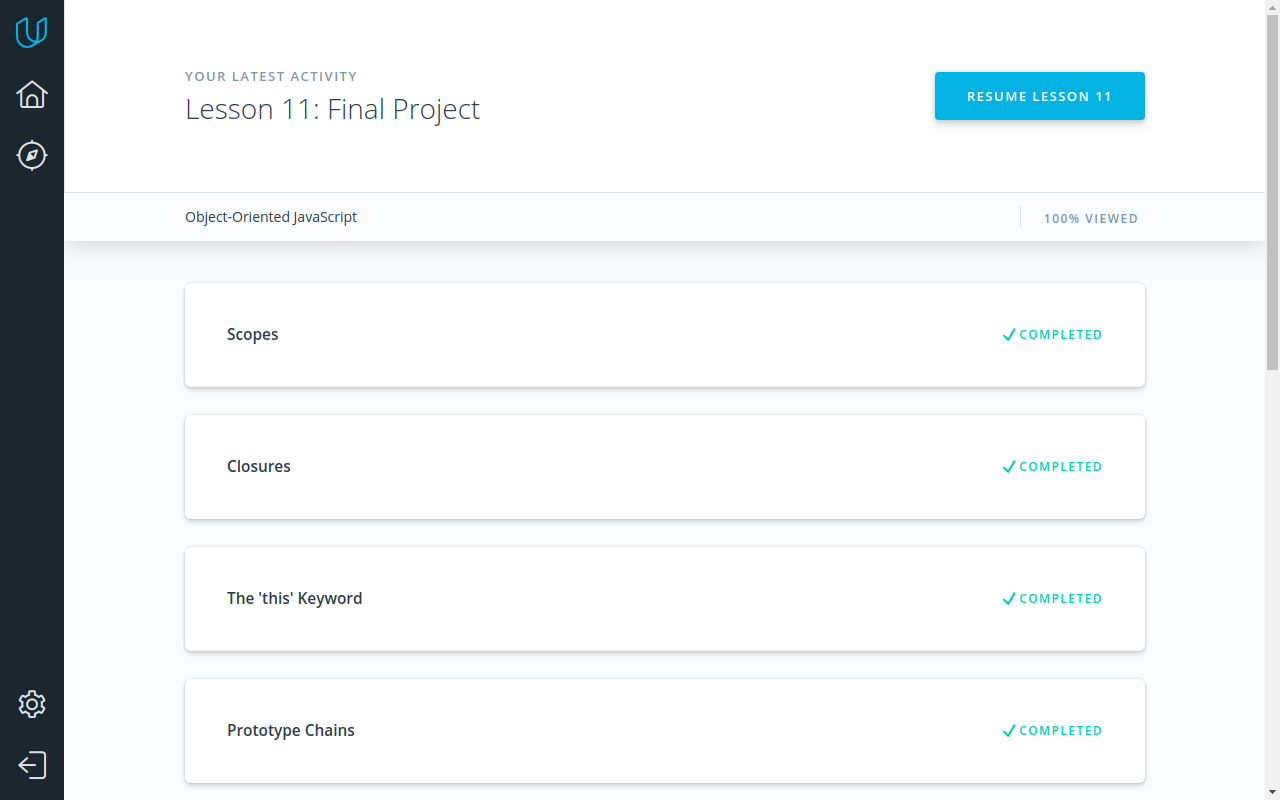 YOUR LATEST ACTIVITY
Lesson 11: Final Project
RESUME LESSON 11
Object-Oriented JavaScript
100% VIEWED
Scopes
COMPLETED
Closures
COMPLETED
The 'this' Keyword
COMPLETED
Prototype Chains
COMPLETED